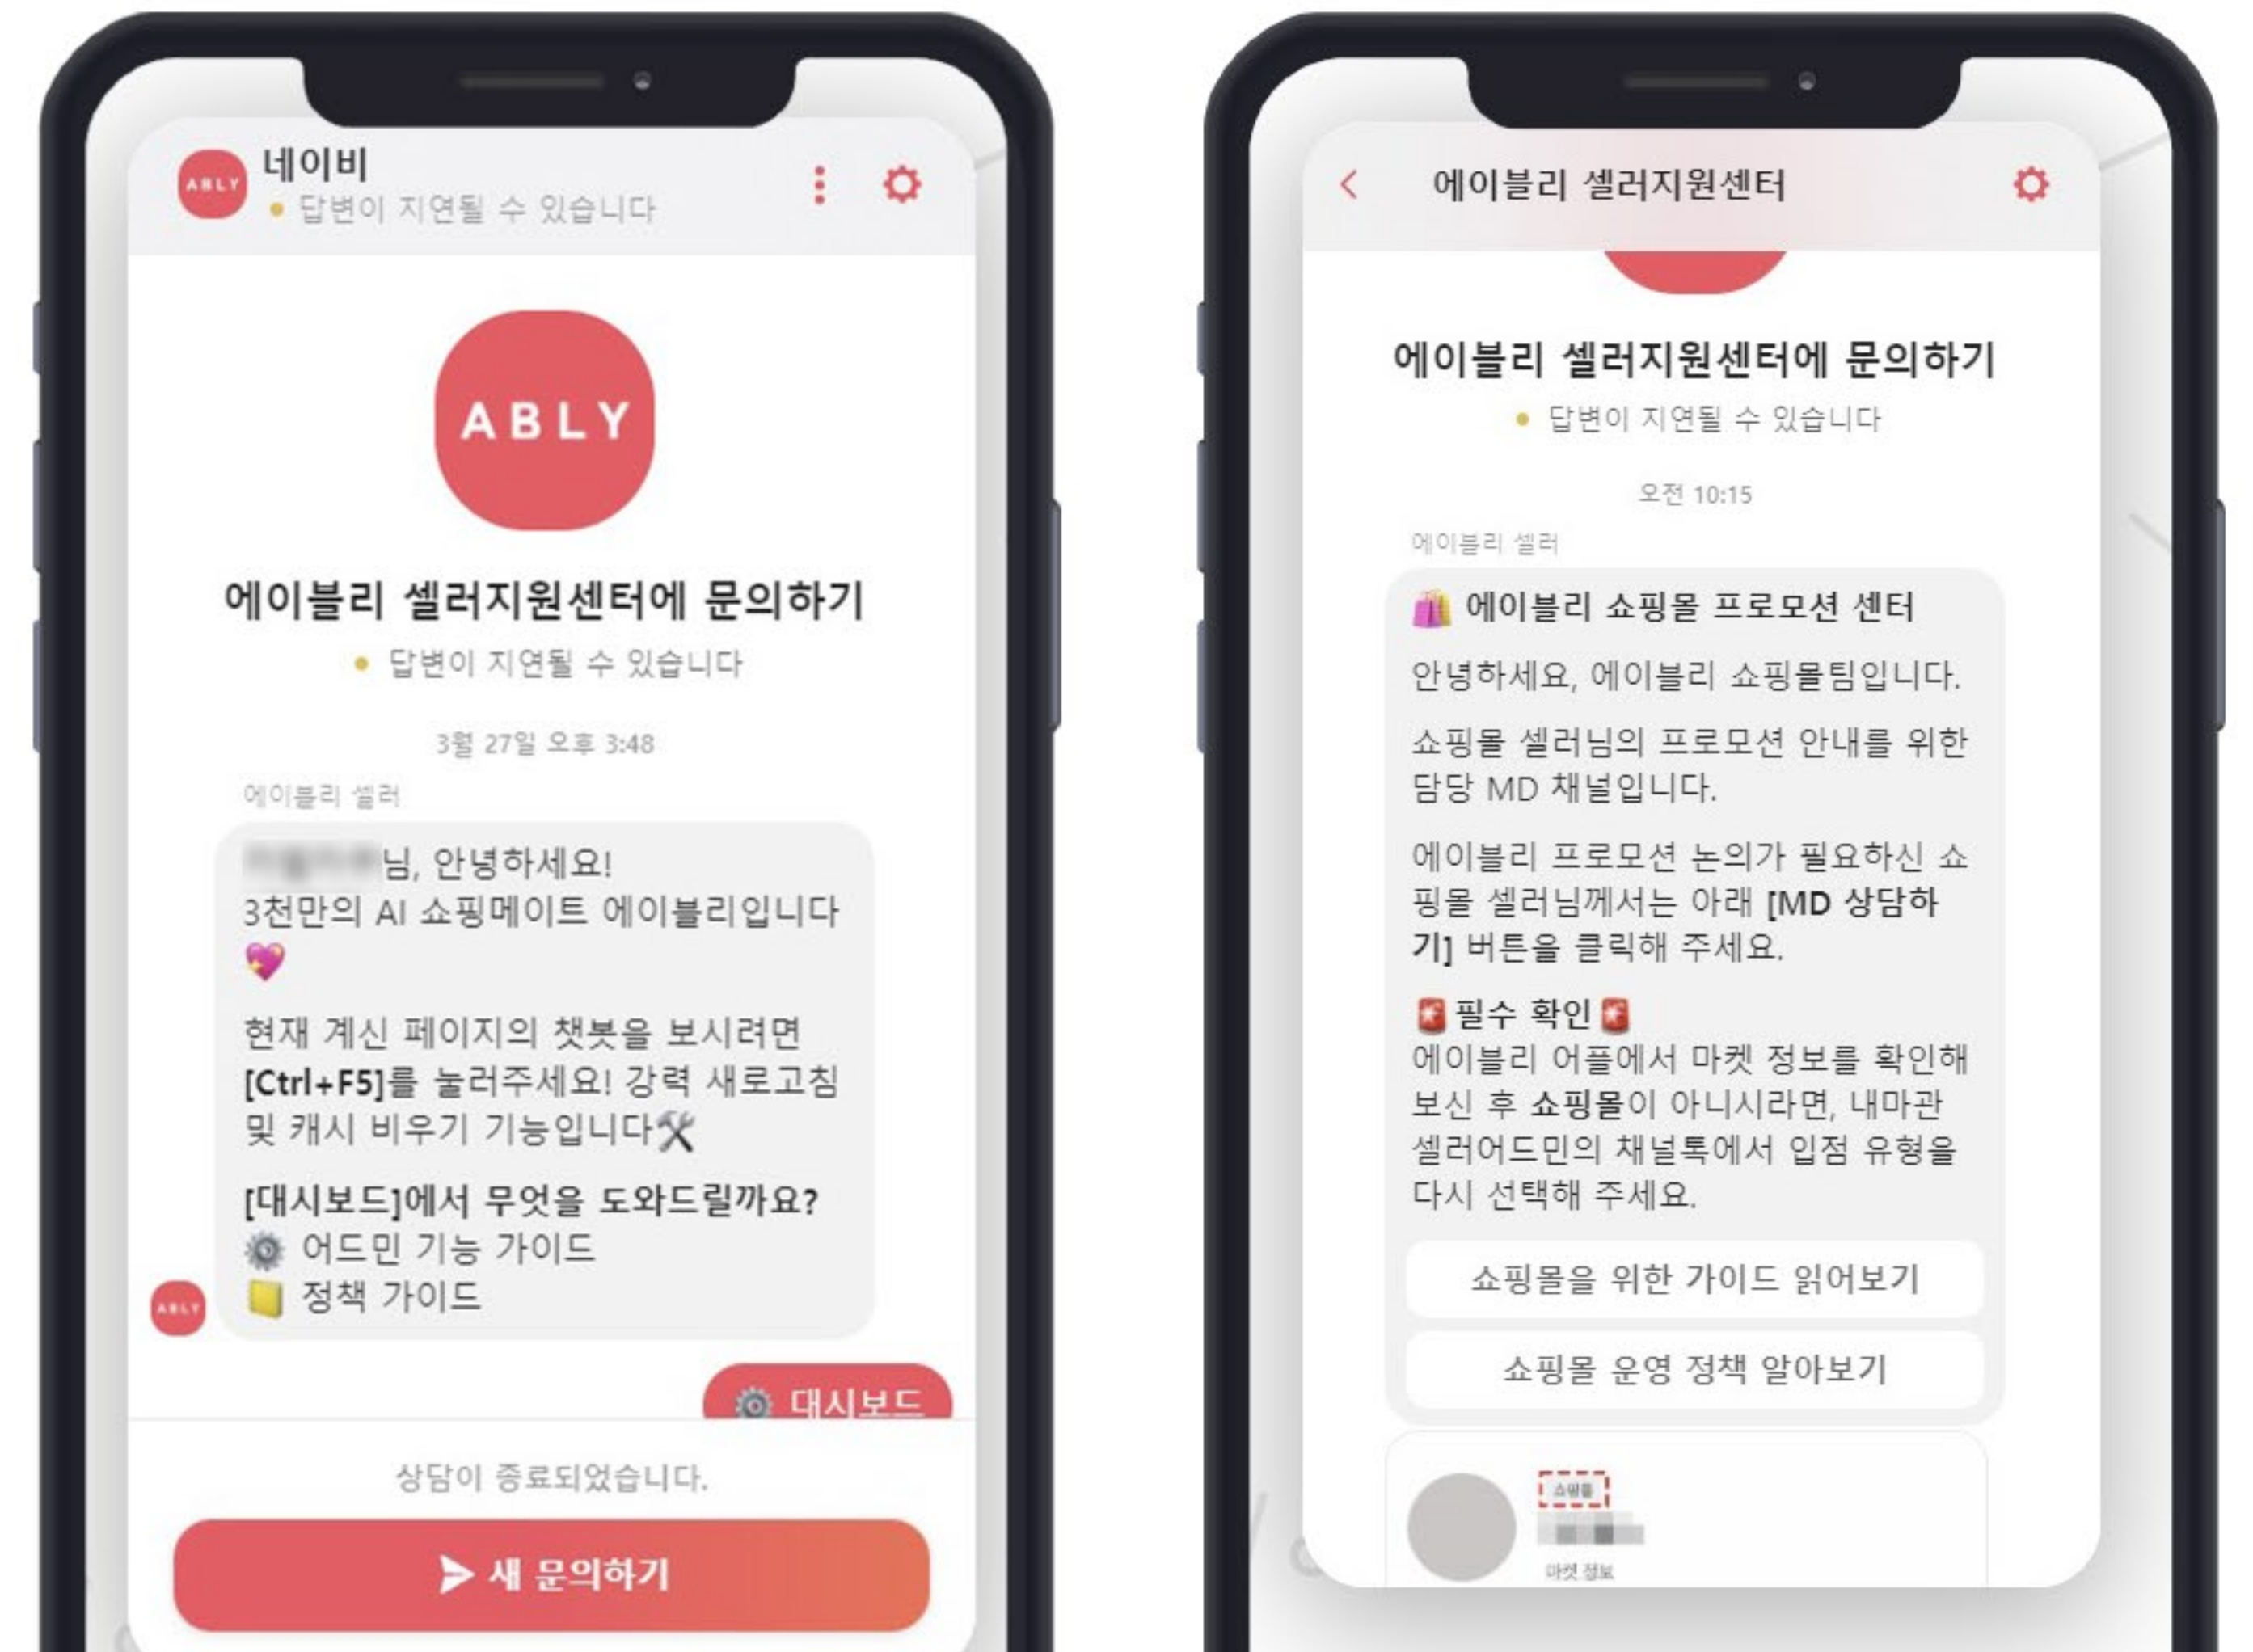 ABLY
네이비
답변이 지연될 수 있습니다
ABLY
에이블리 셀러지원센터에 문의하기
답변이 지연될 수 있습니다
3월 27일 오후 3:48
에이블리 셀러
님, 안녕하세요!
3천만의 AI 쇼핑메이트 에이블리입니다
💖
현재 계신 페이지의 챗봇을 보시려면
[Ctrl+F5]를 눌러주세요! 강력 새로고침
및 캐시 비우기 기능입니다🛠
[대시보드]에서 무엇을 도와드릴까요?
⚙ 어드민 기능 가이드
📒 정책 가이드
ABLY
⚙ 대시보드
상담이 종료되었습니다.
새 문의하기
에이블리 셀러지원센터
에이블리 셀러지원센터에 문의하기
답변이 지연될 수 있습니다
오전 10:15
에이블리 셀러
🛍 에이블리 쇼핑몰 프로모션 센터
안녕하세요, 에이블리 쇼핑몰팀입니다.
쇼핑몰 셀러님의 프로모션 안내를 위한
담당 MD 채널입니다.
에이블리 프로모션 논의가 필요하신 쇼
핑몰 셀러님께서는 아래 [MD 상담하
기] 버튼을 클릭해 주세요.
🚨필수 확인🚨
에이블리 어플에서 마켓 정보를 확인해
보신 후 쇼핑몰이 아니시라면, 내마관
셀러어드민의 채널톡에서 입점 유형을
다시 선택해 주세요.
쇼핑몰을 위한 가이드 읽어보기
쇼핑몰 운영 정책 알아보기
쇼핑몰
마켓 정보